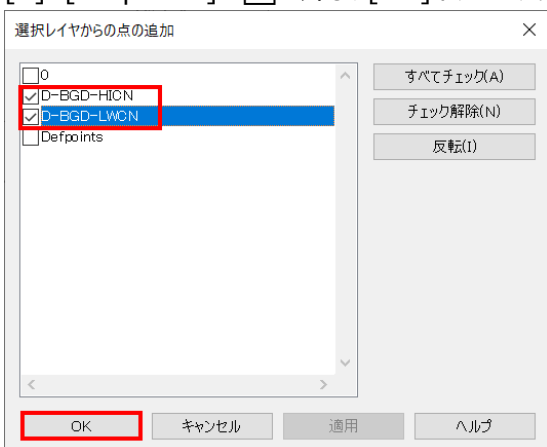 選択レイヤからの点の追加
0
D-BGD-HICN
D-BGD-LWCN
Defpoints
すべてチェック(A)
チェック解除(N)
反転(I)
OK
キャンセル
適用
ヘルプ